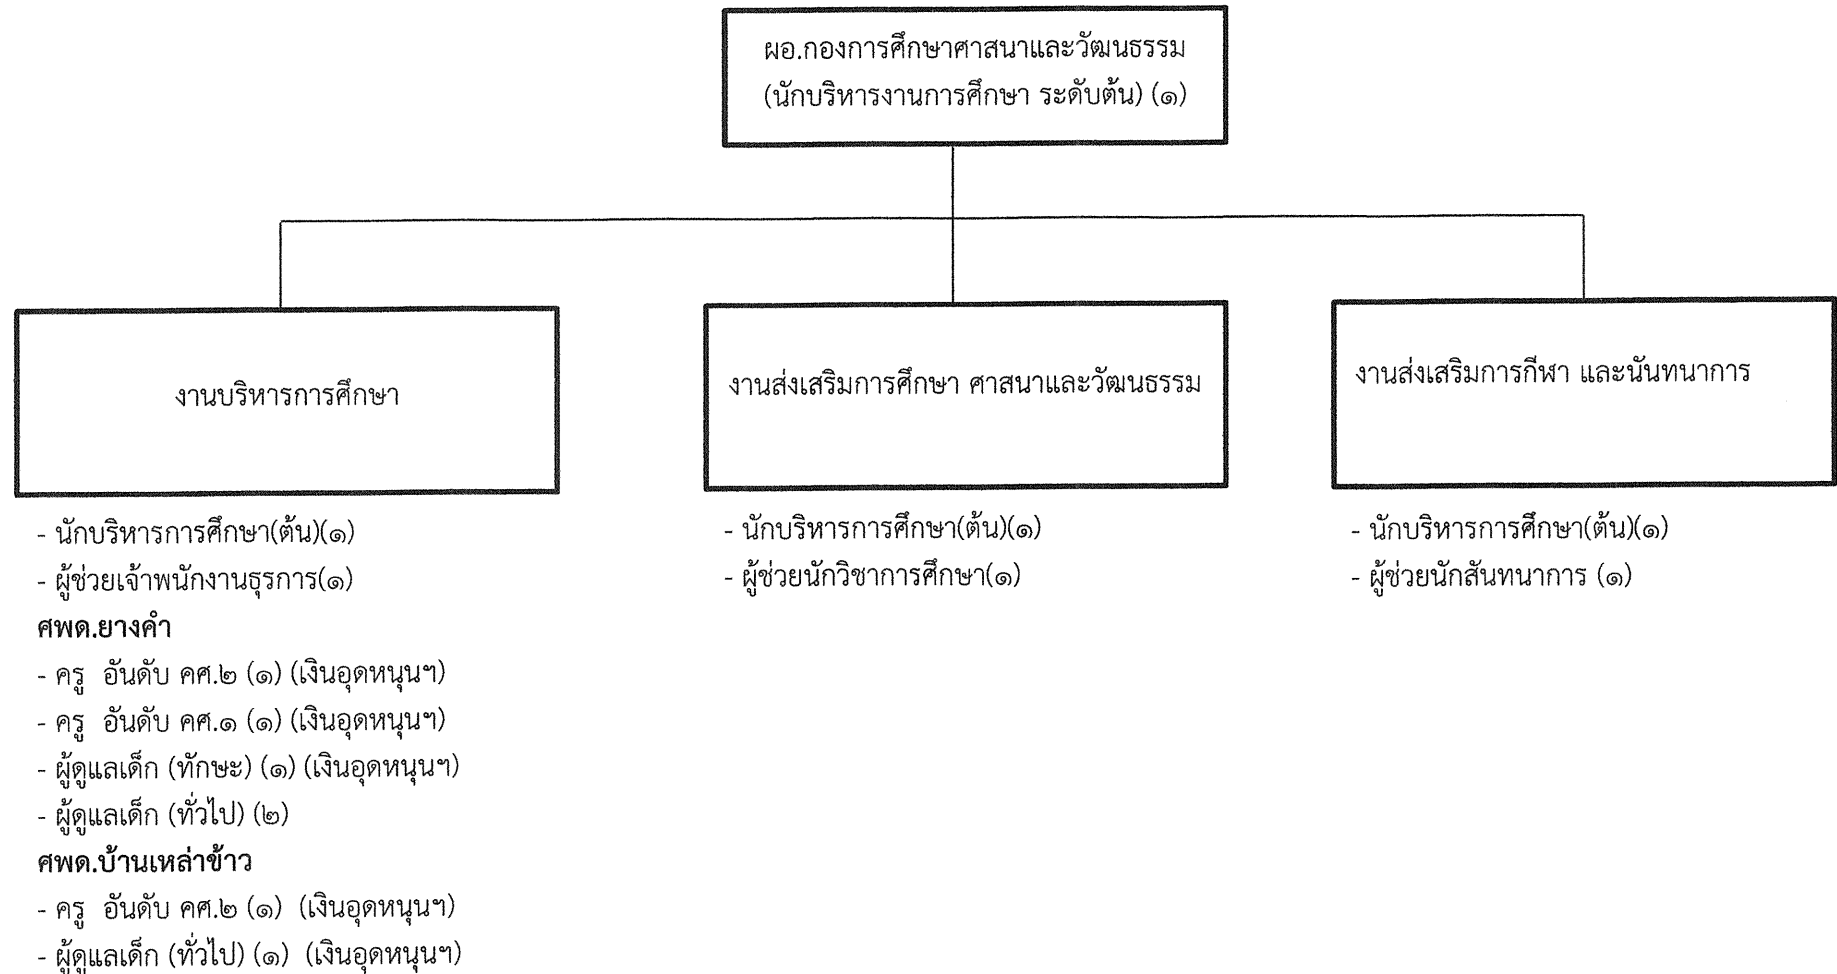 ผอ.กองการศึกษาศาสนาและวัฒนธรรม
(นักบริหารงานการศึกษา ระดับต้น) (๑)
งานบริหารการศึกษา
งานส่งเสริมการศึกษา ศาสนาและวัฒนธรรม
งานส่งเสริมการกีฬา และนันทนาการ
- นักบริหารการศึกษา(ต้น)(๑)
- ผู้ช่วยเจ้าพนักงานธุรการ(๑)
ศพด.ยางคำ
- ครู อันดับ คศ.๒ (๑) (เงินอุดหนุนฯ)
- ครู อันดับ คศ.๑ (๑) (เงินอุดหนุนฯ)
- ผู้ดูแลเด็ก (ทักษะ) (๑) (เงินอุดหนุนฯ)
- ผู้ดูแลเด็ก (ทั่วไป) (๒)
ศพด.บ้านเหล่าข้าว
- ครู อันดับ คศ.๒ (๑) (เงินอุดหนุนฯ)
- ผู้ดูแลเด็ก (ทั่วไป) (๑) (เงินอุดหนุนฯ)
- นักบริหารการศึกษา(ต้น)(๑)
- ผู้ช่วยนักวิชาการศึกษา(๑)
- นักบริหารการศึกษา(ต้น)(๑)
- ผู้ช่วยนักสันทนาการ (๑)